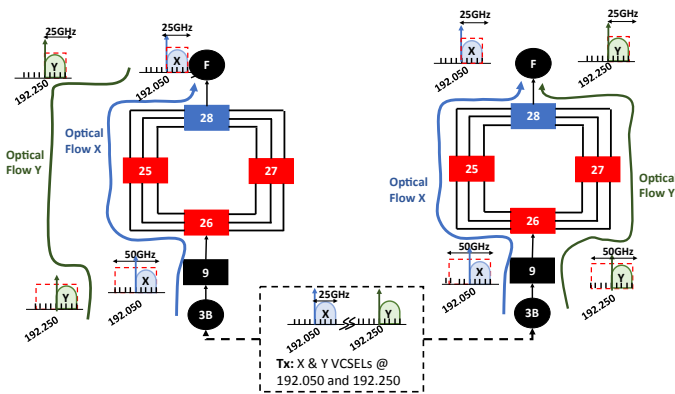 25GHz
Y
192.250
25GHz
X
192.050
F
28
Optical
Flow X
Optical
Flow Y
25
27
26
50GHz
X
192.050
Y
192.250
9
3B
25GHz
X
192.050
F
25GHz
Y
192.250
28
25
27
Optical
Flow X
Optical
Flow Y
26
50GHz
X
192.050
9
50GHz
Y
192.250
3B
25GHz
X
Y
192.050
192.250
Tx: X & Y VCSELs @
192.050 and 192.250